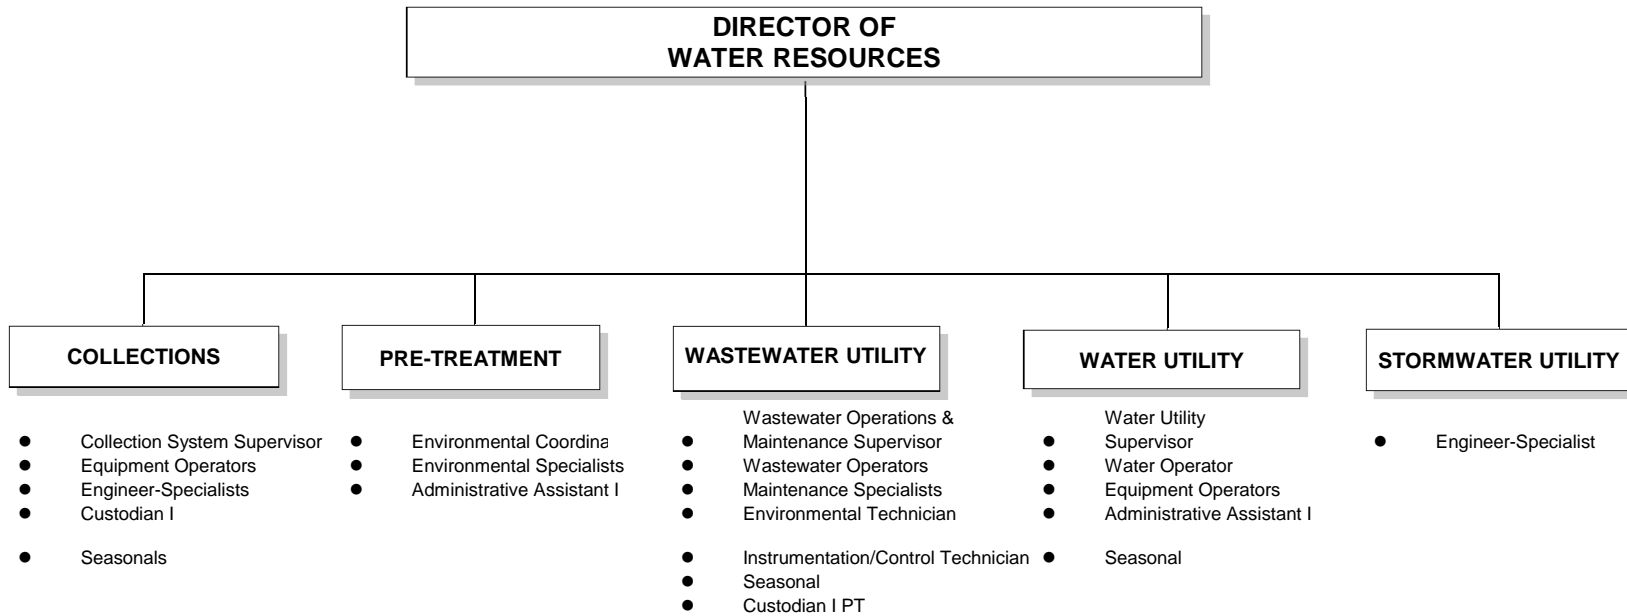 DIRECTOR OF
WATER RESOURCES
COLLECTIONS
● Collection System Supervisor
● Equipment Operators
● Engineer-Specialists
● Custodian I
● Seasonals
PRE-TREATMENT
● Environmental Coordina
● Environmental Specialists
● Administrative Assistant I
WASTEWATER UTILITY
Wastewater Operations &
● Maintenance Supervisor
● Wastewater Operators
● Maintenance Specialists
● Environmental Technician
● Instrumentation/Control Technician
● Seasonal
● Custodian I PT
WATER UTILITY
Water Utility
● Supervisor
● Water Operator
● Equipment Operators
● Administrative Assistant I
● Seasonal
STORMWATER UTILITY
● Engineer-Specialist